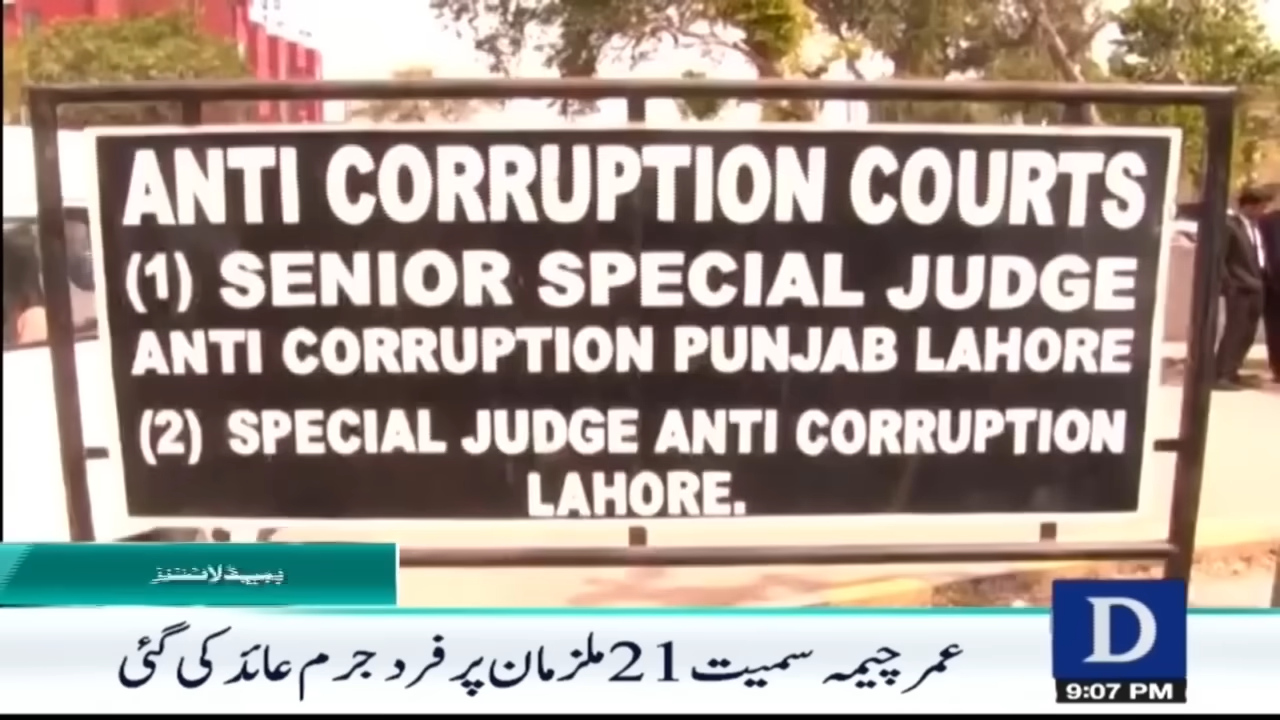 ANTI CORRUPTION COURTS
(1) SENIOR SPECIAL JUDGE
ANTI CORRUPTION PUNJAB LAHORE
(2) SPECIAL JUDGE ANTI CORRUPTION
LAHORE.
ہیڈلائنز
عمر چیمہ سمیت 21 ملزمان پر فرد جرم عائد کی گئی
D
9:07 PM